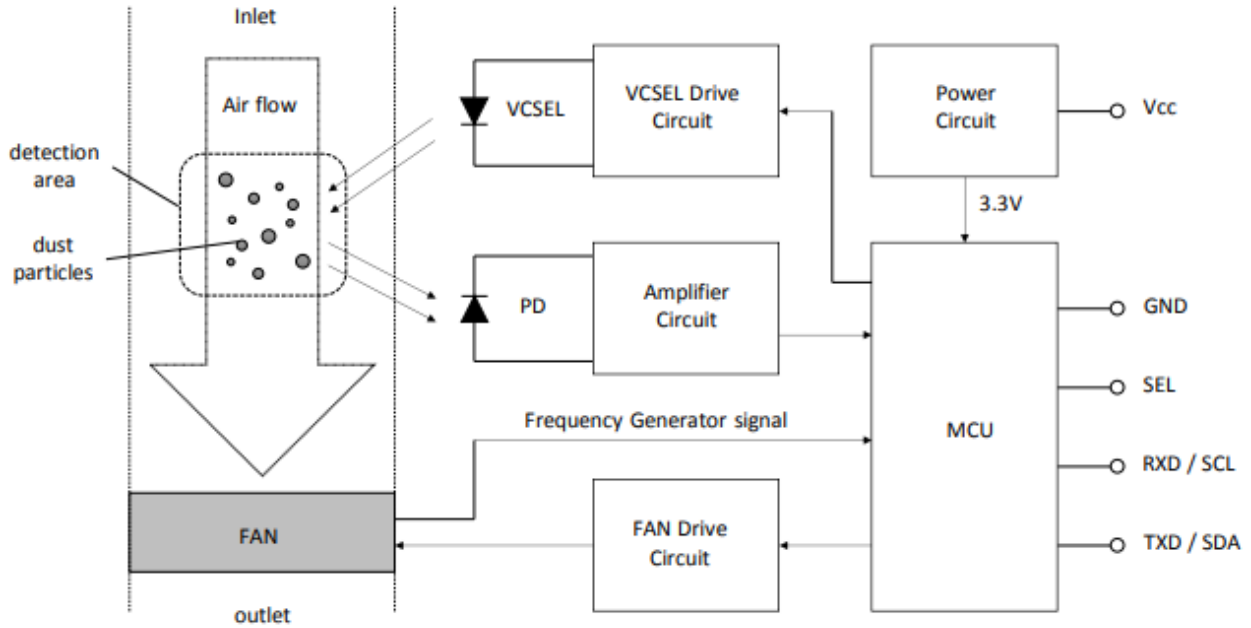 Inlet
Air flow
detection
area
dust
particles
VCSEL
VCSEL Drive
Circuit
Power
Circuit
Vcc
3.3V
PD
Amplifier
Circuit
GND
SEL
Frequency Generator signal
MCU
RXD / SCL
FAN
FAN Drive
Circuit
TXD / SDA
outlet